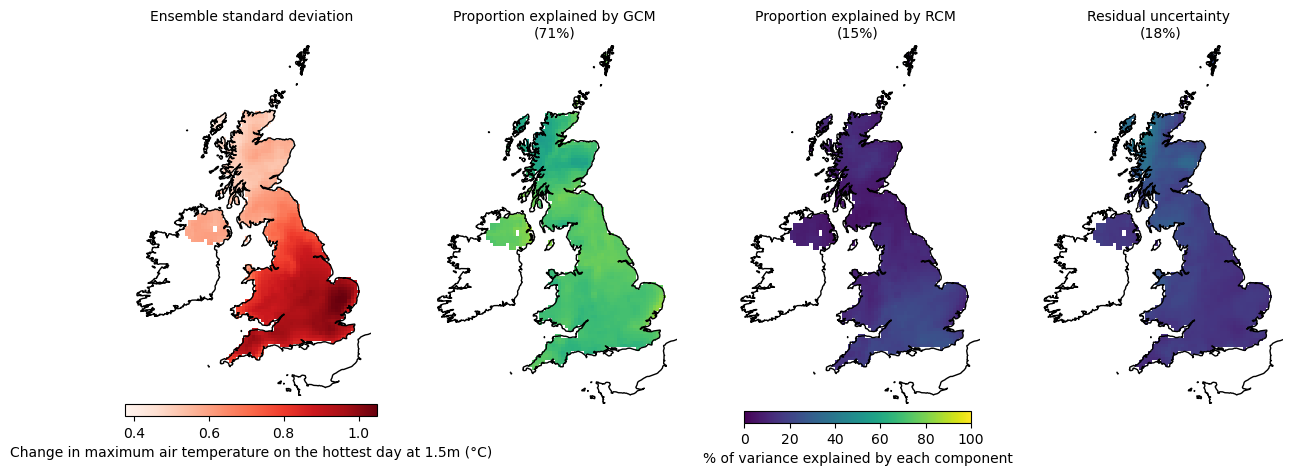 Ensemble standard deviation
Proportion explained by GCM
(71%)
Proportion explained by RCM
(15%)
Residual uncertainty
(18%)
0.4 0.6 0.8 1.0
Change in maximum air temperature on the hottest day at 1.5m (°C)
0 20 40 60 80 100
% of variance explained by each component